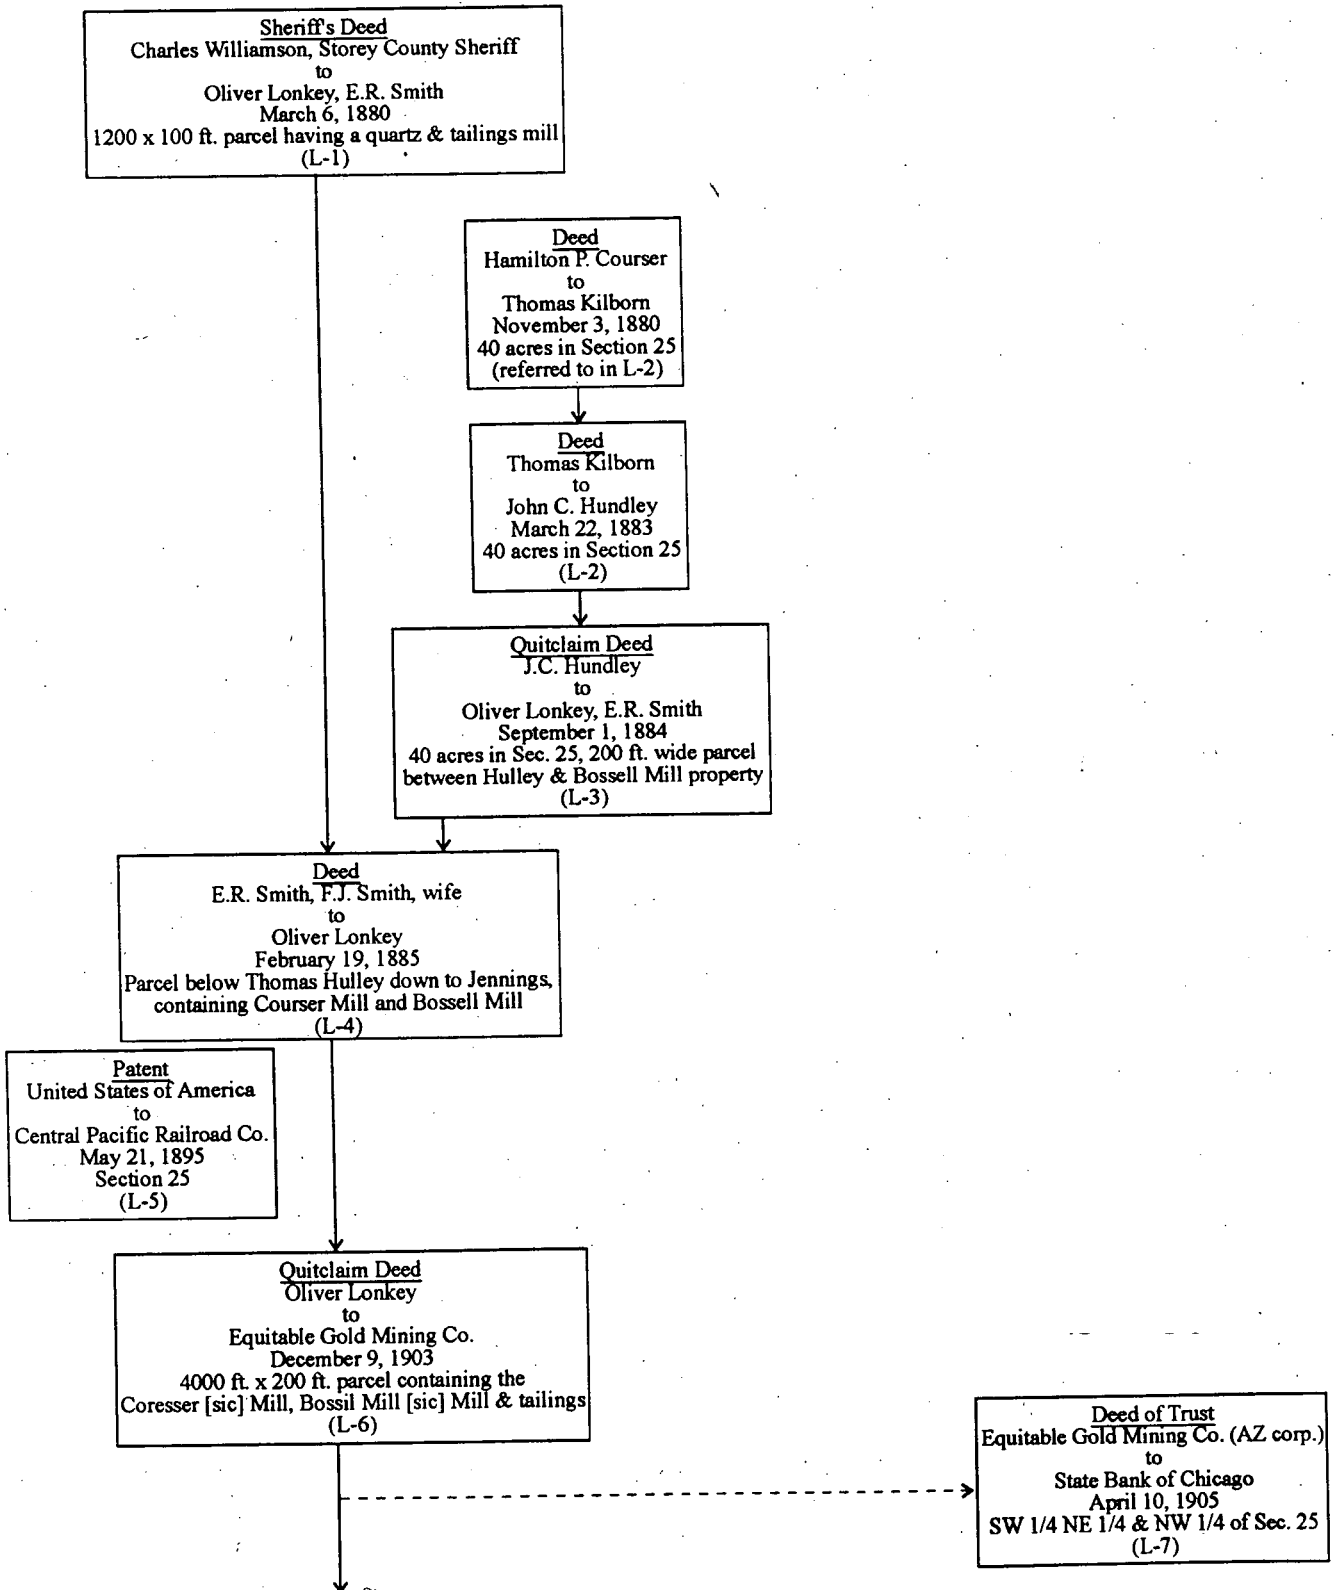 Sheriff's Deed
Charles Williamson, Storey County Sheriff
to
Oliver Lonkey, E.R. Smith
March 6, 1880
1200 x 100 ft. parcel having a quartz & tailings mill
(L-1)
Deed
Hamilton P. Courser
to
Thomas Kilborn
November 3, 1880
40 acres in Section 25
(referred to in L-2)
Deed
Thomas Kilborn
to
John C. Hundley
March 22, 1883
40 acres in Section 25
(L-2)
Quitclaim Deed
J.C. Hundley
to
Oliver Lonkey, E.R. Smith
September 1, 1884
40 acres in Sec. 25, 200 ft. wide parcel
between Hulley & Bossell Mill property
(L-3)
Deed
E.R. Smith, F.J. Smith, wife
to
Oliver Lonkey
February 19, 1885
Parcel below Thomas Hulley down to Jennings,
containing Courser Mill and Bossell Mill
(L-4)
Patent
United States of America
to
Central Pacific Railroad Co.
May 21, 1895
Section 25
(L-5)
Quitclaim Deed
Oliver Lonkey
to
Equitable Gold Mining Co.
December 9, 1903
4000 ft. x 200 ft. parcel containing the
Coresser [sic] Mill, Bossil Mill [sic] Mill & tailings
(L-6)
Deed of Trust
Equitable Gold Mining Co. (AZ corp.)
to
State Bank of Chicago
April 10, 1905
SW 1/4 NE 1/4 & NW 1/4 of Sec. 25
(L-7)